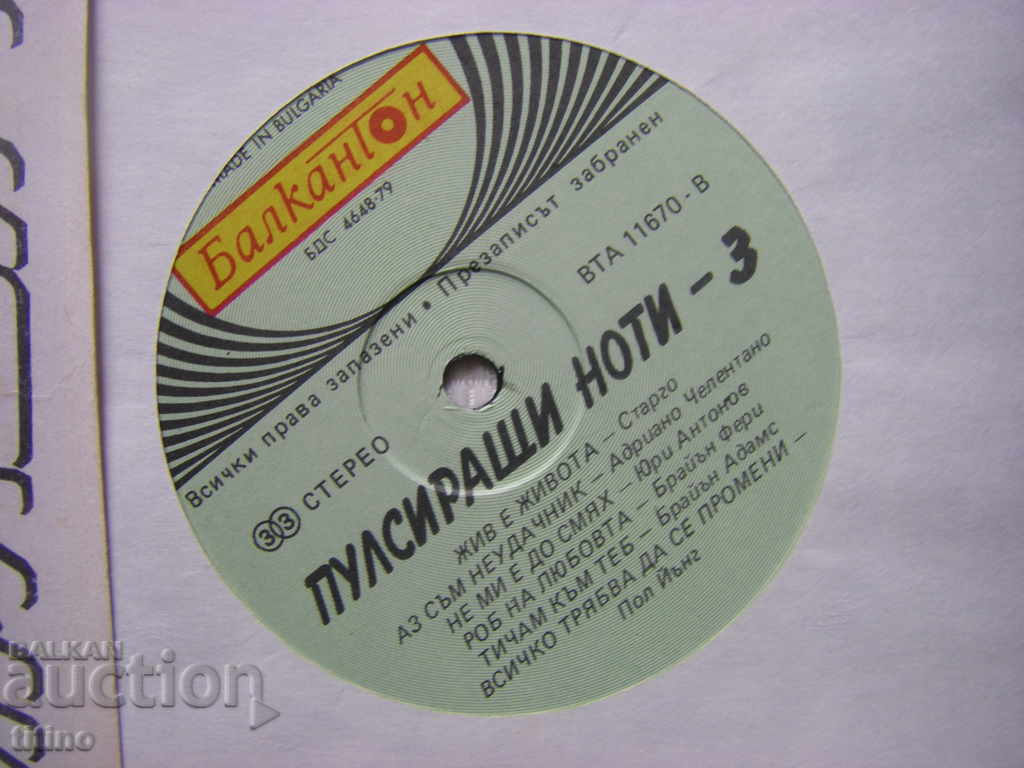 MADE IN BULGARIA
Балкантон
БДС 4648-79
Всички права запазени • Презаписът забранен
ВТА 11670 - В
33 СТЕРЕО
ПУЛСИРАЩИ НОТИ - 3
ЖИВ Е ЖИВОТА – Старго
АЗ СЪМ НЕУДАЧНИК – Адриано Челентано
НЕ МИ Е ДО СМЯХ – Юри Антонов
РОБ НА ЛЮБОВТА – Брайън Фери
ТИЧАМ КЪМ ТЕБ – Брайън Адамс
ВСИЧКО ТРЯБВА ДА СЕ ПРОМЕНИ –
Пол Йънг
BALKAN
auction
titino